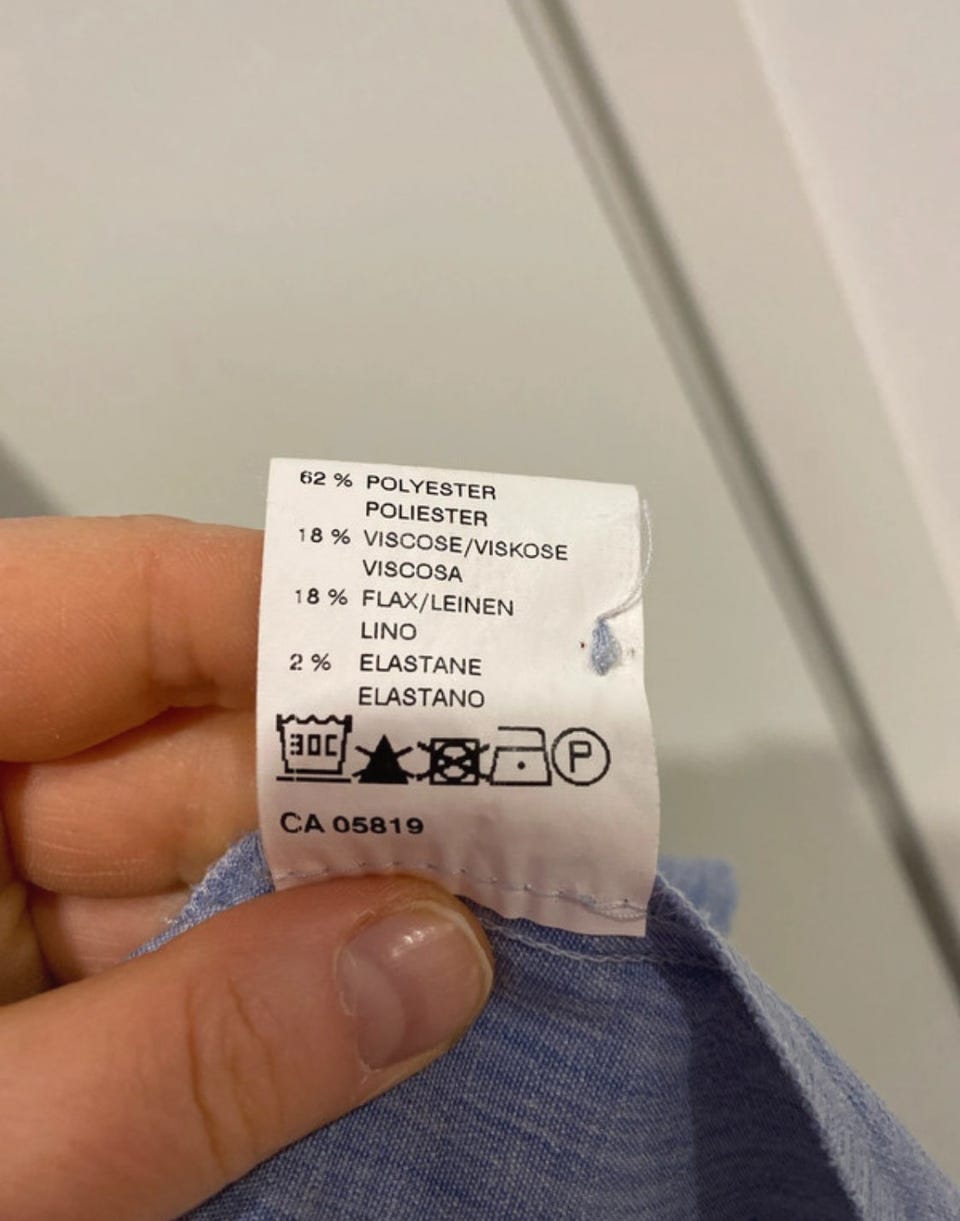 62 % POLYESTER
POLIESTER
18 % VISCOSE/VISKOSE
VISCOSA
18 % FLAX/LEINEN
LINO
2 % ELASTANE
ELASTANO
30C P
CA 05819